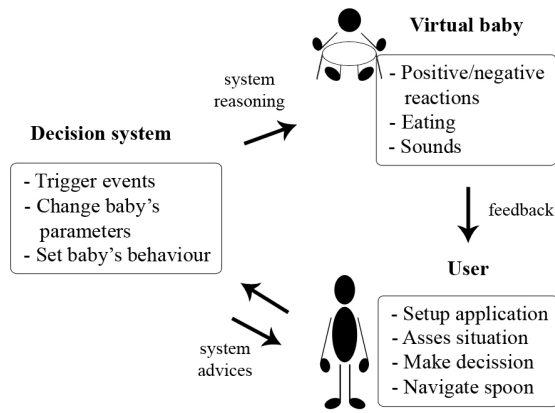 Virtual baby
- Positive/negative
reactions
- Eating
- Sounds
system
reasoning
Decision system
- Trigger events
- Change baby's
parameters
- Set baby's behaviour
feedback
User
- Setup application
- Asses situation
- Make decission
- Navigate spoon
system
advices